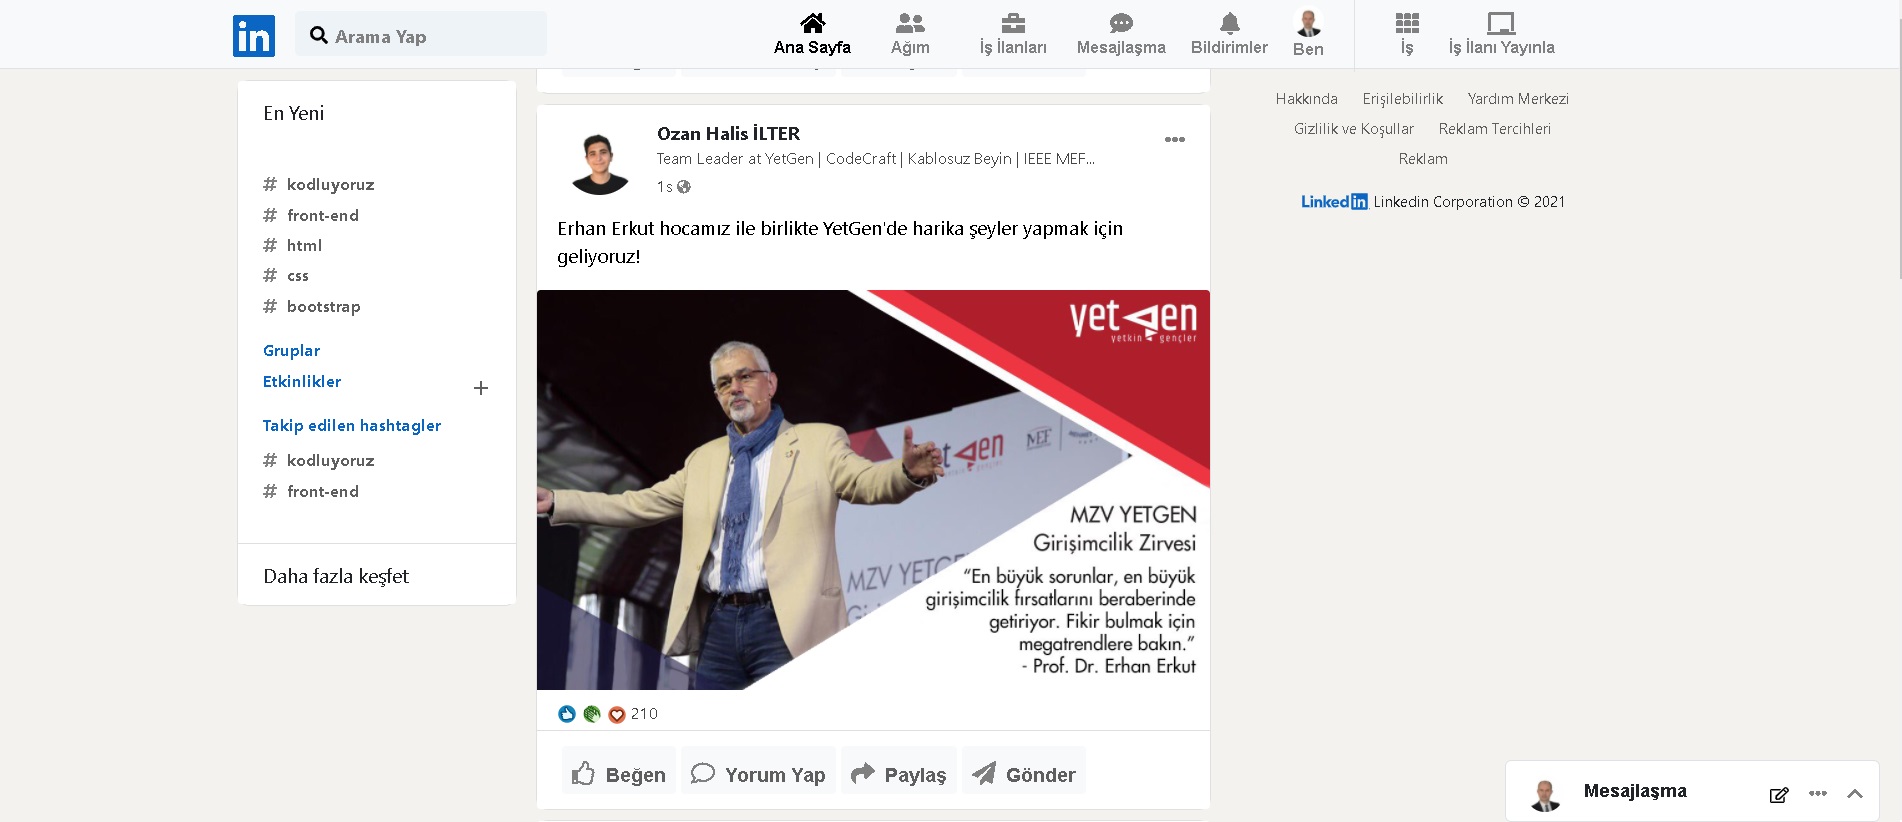 in
Arama Yap
Ana Sayfa
Ağım
İş İlanları
Mesajlaşma
Bildirimler
Ben
İş
İş İlanı Yayınla
En Yeni
# kodluyoruz
# front-end
# html
# css
# bootstrap
Gruplar
Etkinlikler
+
Takip edilen hashtagler
# kodluyoruz
# front-end
Daha fazla keşfet
Ozan Halis İLTER
Team Leader at YetGen | CodeCraft | Kablosuz Beyin | IEEE MEF...
1s
Erhan Erkut hocamız ile birlikte YetGen'de harika şeyler yapmak için
geliyoruz!
yetgen
yetkin gençler
MEF
MZV YETGEN
Girişimcilik Zirvesi
“En büyük sorunlar, en büyük
girişimcilik fırsatlarını beraberinde
getiriyor. Fikir bulmak için
megatrendlere bakın.”
- Prof. Dr. Erhan Erkut
210
Beğen
Yorum Yap
Paylaş
Gönder
Hakkında Erişilebilirlik Yardım Merkezi
Gizlilik ve Koşullar Reklam Tercihleri
Reklam
Linkedin Linkedin Corporation © 2021
Mesajlaşma